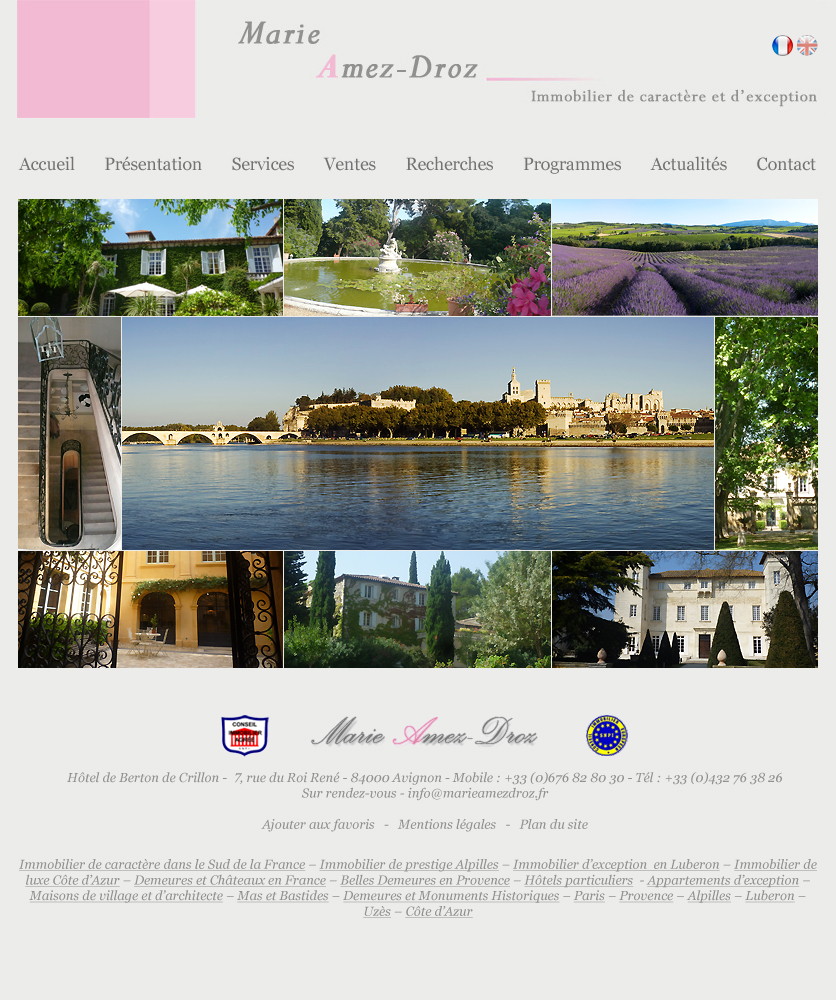 Marie
Amez-Droz
Immobilier de caractère et d'exception
Accueil Présentation Services Ventes Recherches Programmes Actualités Contact
CONSEIL
Marie Amez-Droz
Hôtel de Berton de Crillon - 7, rue du Roi René - 84000 Avignon - Mobile : +33 (0)676 82 80 30 - Tél : +33 (0)432 76 38 26
Sur rendez-vous - info@marieamezdroz.fr
Ajouter aux favoris - Mentions légales - Plan du site
Immobilier de caractère dans le Sud de la France – Immobilier de prestige Alpilles – Immobilier d'exception en Luberon – Immobilier de
luxe Côte d'Azur – Demeures et Châteaux en France – Belles Demeures en Provence – Hôtels particuliers - Appartements d'exception –
Maisons de village et d'architecte – Mas et Bastides – Demeures et Monuments Historiques – Paris – Provence – Alpilles – Luberon –
Uzès – Côte d'Azur